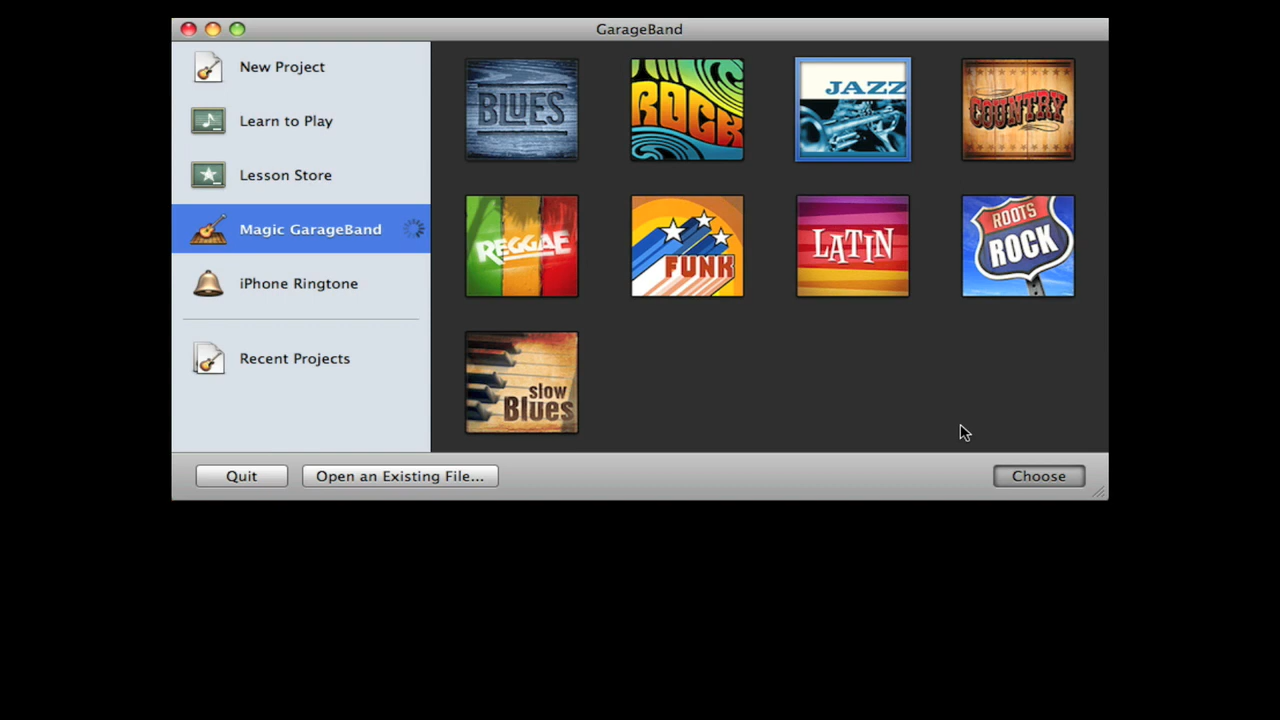 GarageBand
New Project
Learn to Play
Lesson Store
Magic GarageBand
iPhone Ringtone
Recent Projects
BLUES
ROCK
JAZZ
COUNTRY
REGGAE
FUNK
LATIN
ROOTS
ROCK
slow
Blues
Quit
Open an Existing File...
Choose